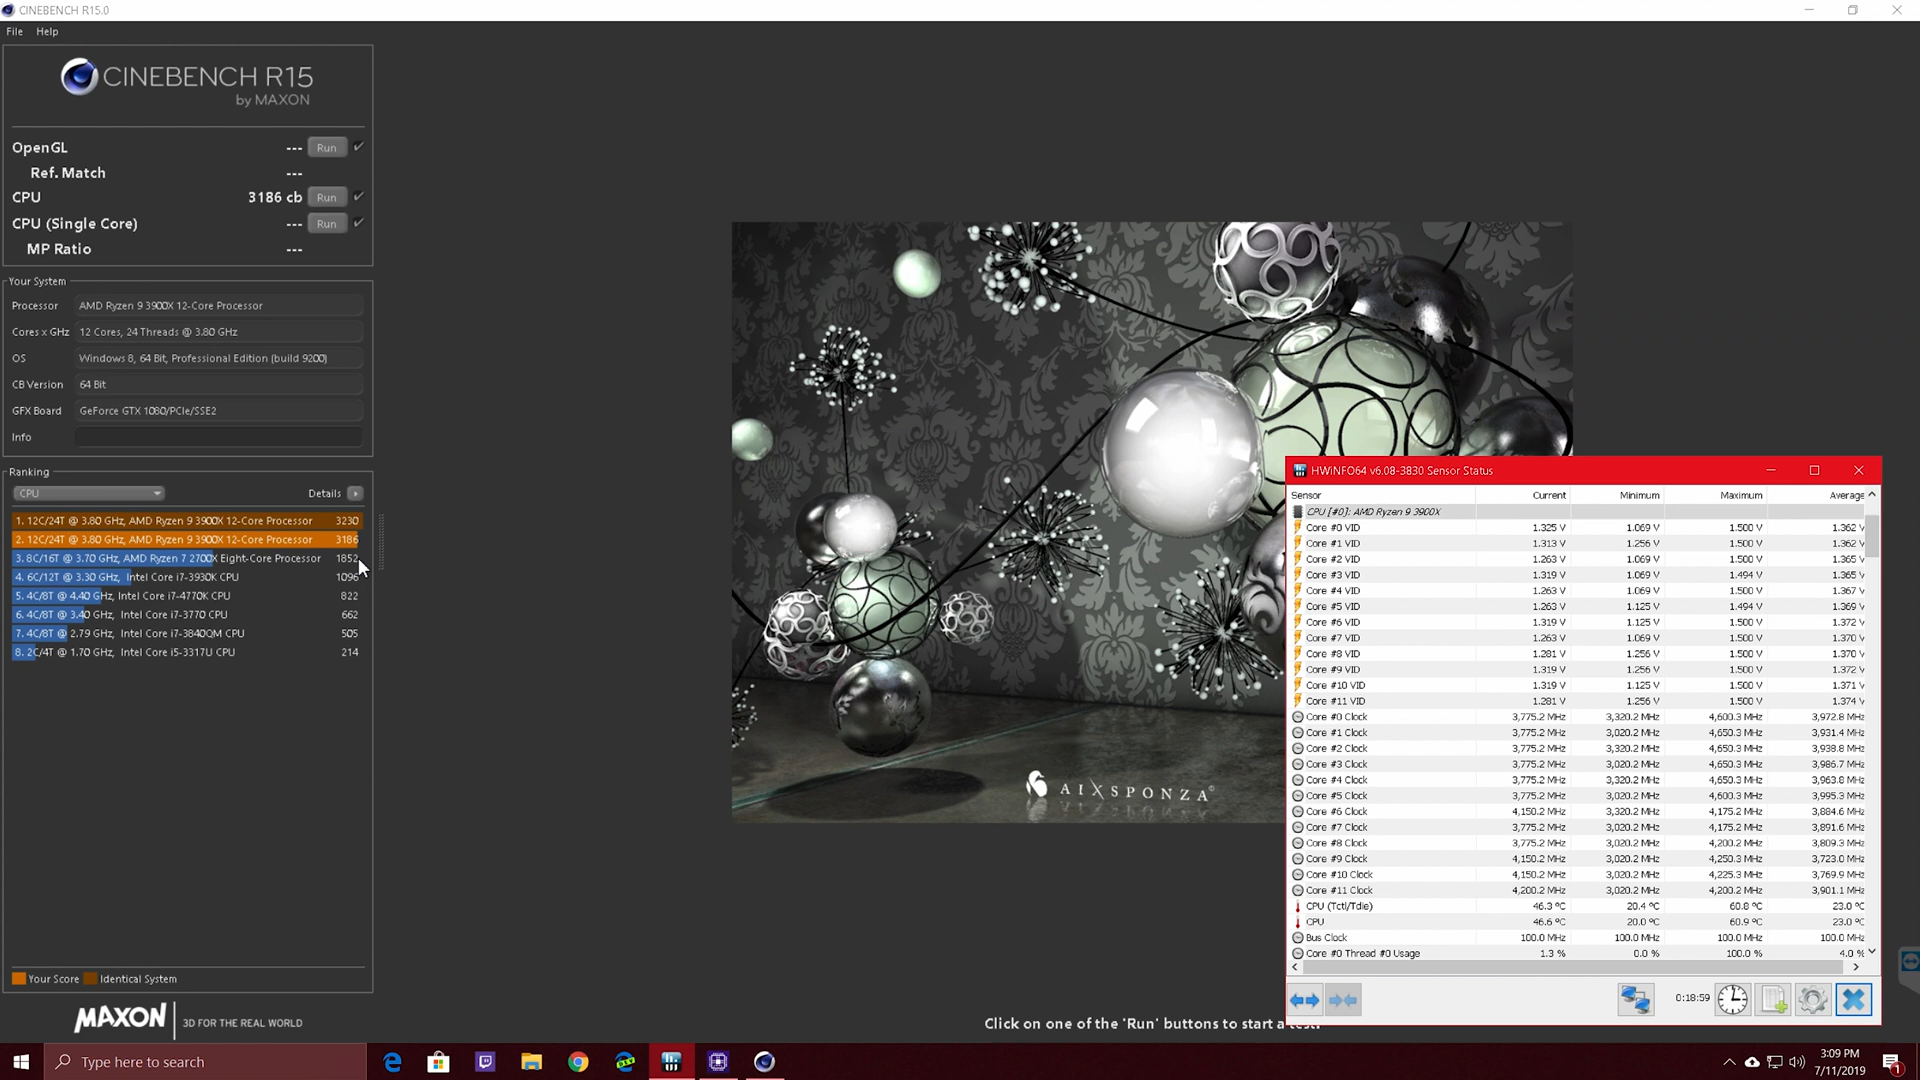 CINEBENCH R15.0
File Help
CINEBENCH R15
by MAXON
OpenGL --- Run
Ref. Match ---
CPU 3186 cb Run
CPU (Single Core) --- Run
MP Ratio ---
Your System
Processor AMD Ryzen 9 3900X 12-Core Processor
Cores x GHz 12 Cores, 24 Threads @ 3.80 GHz
OS Windows 8, 64 Bit, Professional Edition (build 9200)
CB Version 64 Bit
GFX Board GeForce GTX 1080/PCIe/SSE2
Info
Ranking
CPU Details
1. 12C/24T @ 3.80 GHz, AMD Ryzen 9 3900X 12-Core Processor 3230
2. 12C/24T @ 3.80 GHz, AMD Ryzen 9 3900X 12-Core Processor 3186
3. 8C/16T @ 3.70 GHz, AMD Ryzen 7 2700X Eight-Core Processor 1852
4. 6C/12T @ 3.30 GHz, Intel Core i7-3930K CPU 1096
5. 4C/8T @ 4.40 GHz, Intel Core i7-4770K CPU 822
6. 4C/8T @ 3.40 GHz, Intel Core i7-3770 CPU 662
7. 4C/8T @ 2.79 GHz, Intel Core i7-3840QM CPU 505
8. 2C/4T @ 1.70 GHz, Intel Core i5-3317U CPU 214
Your Score Identical System
MAXON 3D FOR THE REAL WORLD
AIXSPONZA
Click on one of the 'Run' buttons to start a test.
HWiNFO64 v6.08-3830 Sensor Status
Sensor Current Minimum Maximum Average
CPU [#0]: AMD Ryzen 9 3900X
Core #0 VID 1.325 V 1.069 V 1.500 V 1.362 V
Core #1 VID 1.313 V 1.256 V 1.500 V 1.362 V
Core #2 VID 1.263 V 1.069 V 1.500 V 1.365 V
Core #3 VID 1.319 V 1.069 V 1.494 V 1.365 V
Core #4 VID 1.263 V 1.069 V 1.500 V 1.367 V
Core #5 VID 1.263 V 1.125 V 1.494 V 1.369 V
Core #6 VID 1.319 V 1.125 V 1.500 V 1.372 V
Core #7 VID 1.263 V 1.069 V 1.500 V 1.370 V
Core #8 VID 1.281 V 1.256 V 1.500 V 1.370 V
Core #9 VID 1.319 V 1.256 V 1.500 V 1.372 V
Core #10 VID 1.319 V 1.125 V 1.500 V 1.371 V
Core #11 VID 1.281 V 1.256 V 1.500 V 1.374 V
Core #0 Clock 3,775.2 MHz 3,320.2 MHz 4,600.3 MHz 3,972.8 MHz
Core #1 Clock 3,775.2 MHz 3,020.2 MHz 4,650.3 MHz 3,931.4 MHz
Core #2 Clock 3,775.2 MHz 3,320.2 MHz 4,650.3 MHz 3,938.8 MHz
Core #3 Clock 3,775.2 MHz 3,020.2 MHz 4,650.3 MHz 3,986.7 MHz
Core #4 Clock 3,775.2 MHz 3,320.2 MHz 4,650.3 MHz 3,963.8 MHz
Core #5 Clock 3,775.2 MHz 3,020.2 MHz 4,600.3 MHz 3,995.3 MHz
Core #6 Clock 4,150.2 MHz 3,020.2 MHz 4,175.2 MHz 3,884.6 MHz
Core #7 Clock 3,775.2 MHz 3,020.2 MHz 4,175.2 MHz 3,891.6 MHz
Core #8 Clock 3,775.2 MHz 3,020.2 MHz 4,200.2 MHz 3,809.3 MHz
Core #9 Clock 4,150.2 MHz 3,020.2 MHz 4,250.3 MHz 3,723.0 MHz
Core #10 Clock 4,150.2 MHz 3,020.2 MHz 4,225.3 MHz 3,769.9 MHz
Core #11 Clock 4,200.2 MHz 3,020.2 MHz 4,200.2 MHz 3,901.1 MHz
CPU (Tctl/Tdie) 46.3 ºC 20.4 ºC 60.8 ºC 23.0 ºC
CPU 46.6 ºC 20.0 ºC 60.9 ºC 23.0 ºC
Bus Clock 100.0 MHz 100.0 MHz 100.0 MHz 100.0 MHz
Core #0 Thread #0 Usage 1.3 % 0.0 % 100.0 % 4.0 %
0:18:59
Type here to search
3:09 PM
7/11/2019
1